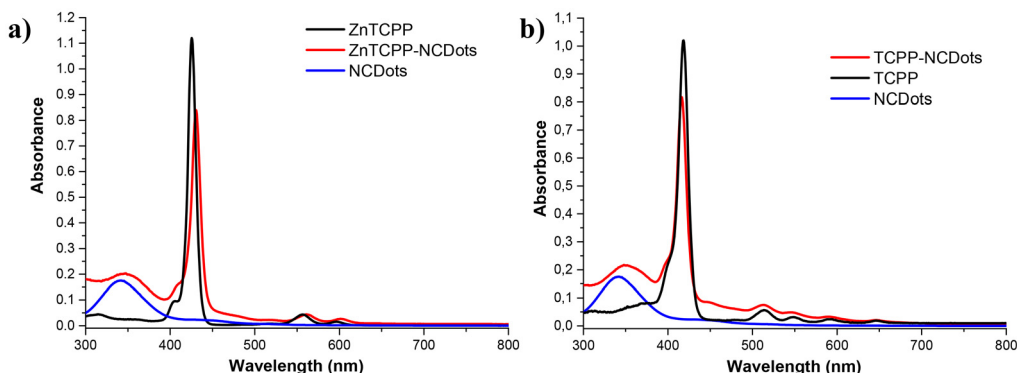 a)
ZnTCPP
ZnTCPP-NCDots
NCDots
Absorbance
1.2
1.1
1.0
0.9
0.8
0.7
0.6
0.5
0.4
0.3
0.2
0.1
0.0
300 400 500 600 700 800
Wavelength (nm)
b)
TCPP-NCDots
TCPP
NCDots
Absorbance
1,1
1,0
0,9
0,8
0,7
0,6
0,5
0,4
0,3
0,2
0,1
0,0
300 400 500 600 700 800
Wavelength (nm)